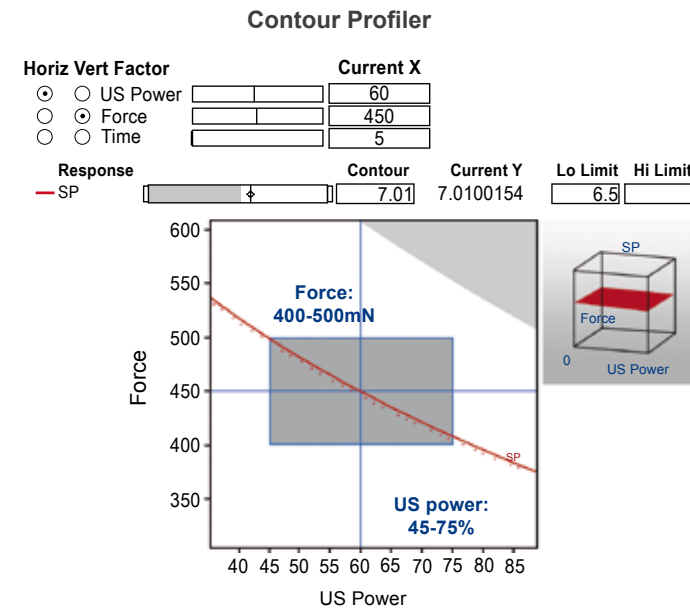 Contour Profiler
Horiz Vert Factor Current X
US Power 60
Force 450
Time 5
Response Contour Current Y Lo Limit Hi Limit
SP 7.01 7.0100154 6.5
600
550
500
450
400
350
Force
Force:
400-500mN
SP
US power:
45-75%
40 45 50 55 60 65 70 75 80 85
US Power
SP
Force
0
US Power